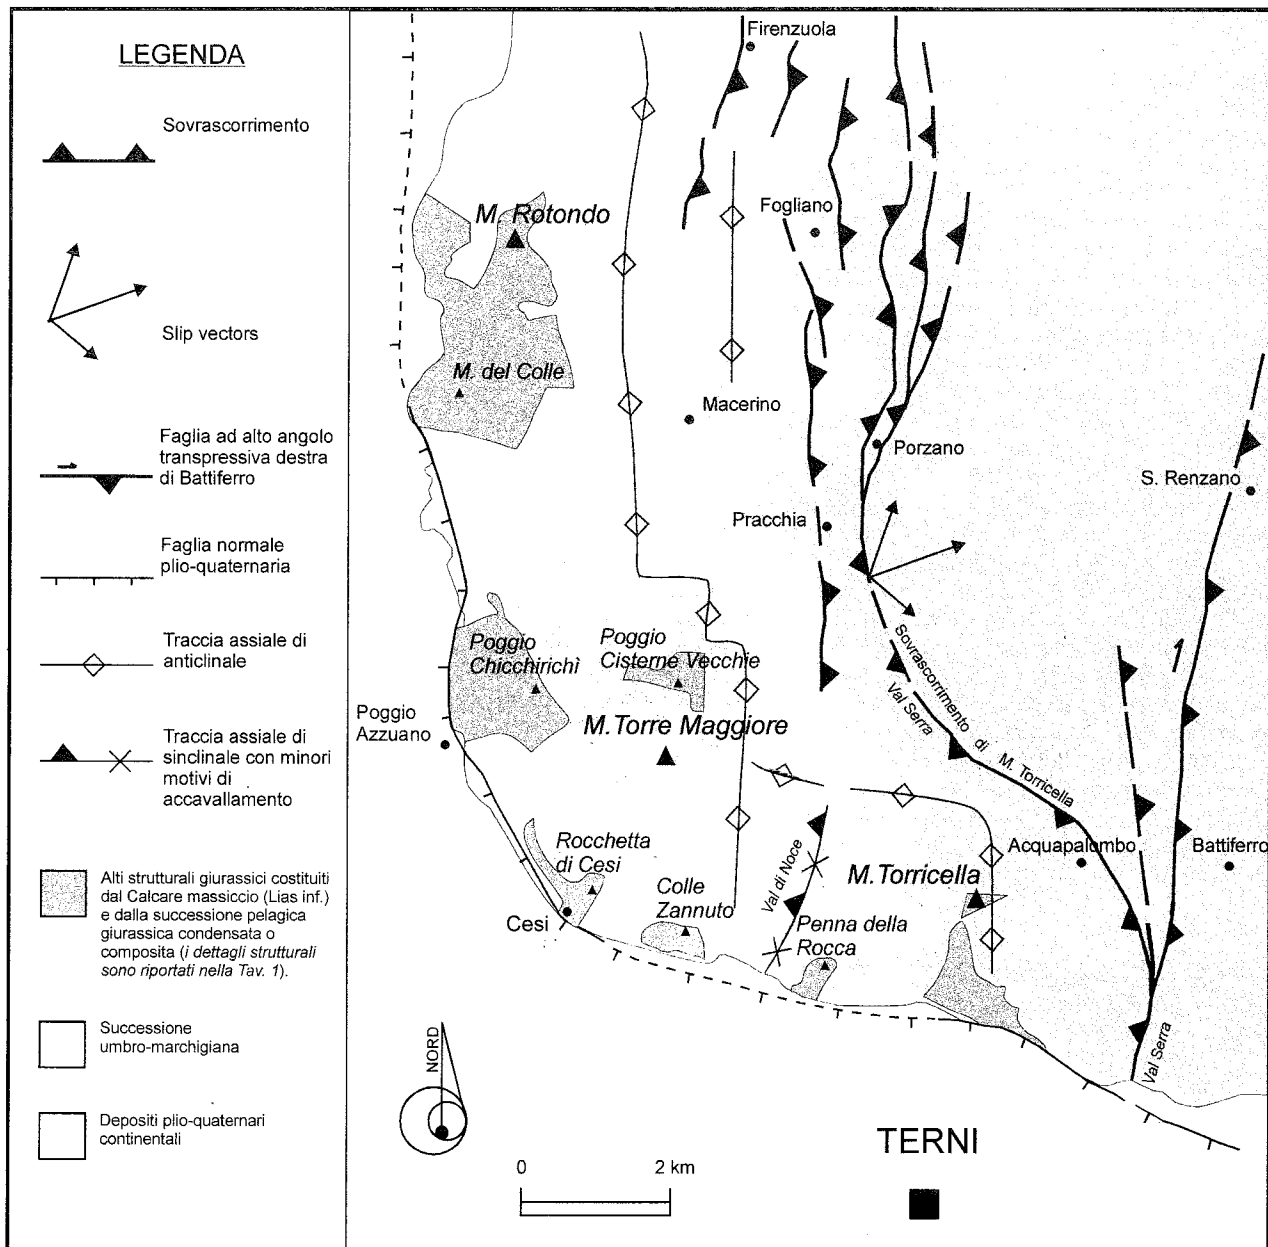 LEGENDA
Sovrascorrimento
Slip vectors
Faglia ad alto angolo
transpressiva destra
di Battiferro
Faglia normale
plio-quaternaria
Traccia assiale di
anticlinale
Traccia assiale di
sinclinale con minori
motivi di
accavallamento
Alti strutturali giurassici costituiti
dal Calcare massiccio (Lias inf.)
e dalla successione pelagica
giurassica condensata o
composita (i dettagli strutturali
sono riportati nella Tav. 1).
Successione
umbro-marchigiana
Depositi plio-quaternari
continentali
Firenzuola
M. Rotondo
Fogliano
M. del Colle
Macerino
Porzano
S. Renzano
Pracchia
Sovrascorrimento di M. Torricella
Val Serra
Poggio
Chicchirichì
Poggio
Cisterne Vecchie
Poggio
Azzuano
M.Torre Maggiore
Rocchetta
di Cesi
Cesi
Colle
Zannuto
Val di Noce
M.Torricella
Penna della
Rocca
Acquapalombo
Battiferro
Val Serra
NORD
0 2 km
TERNI